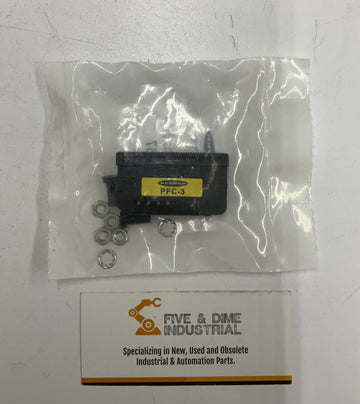 BANNER
PFC-3
FIVE & DIME
INDUSTRIAL
Specializing in New, Used and Obsolete
Industrial & Automation Parts.